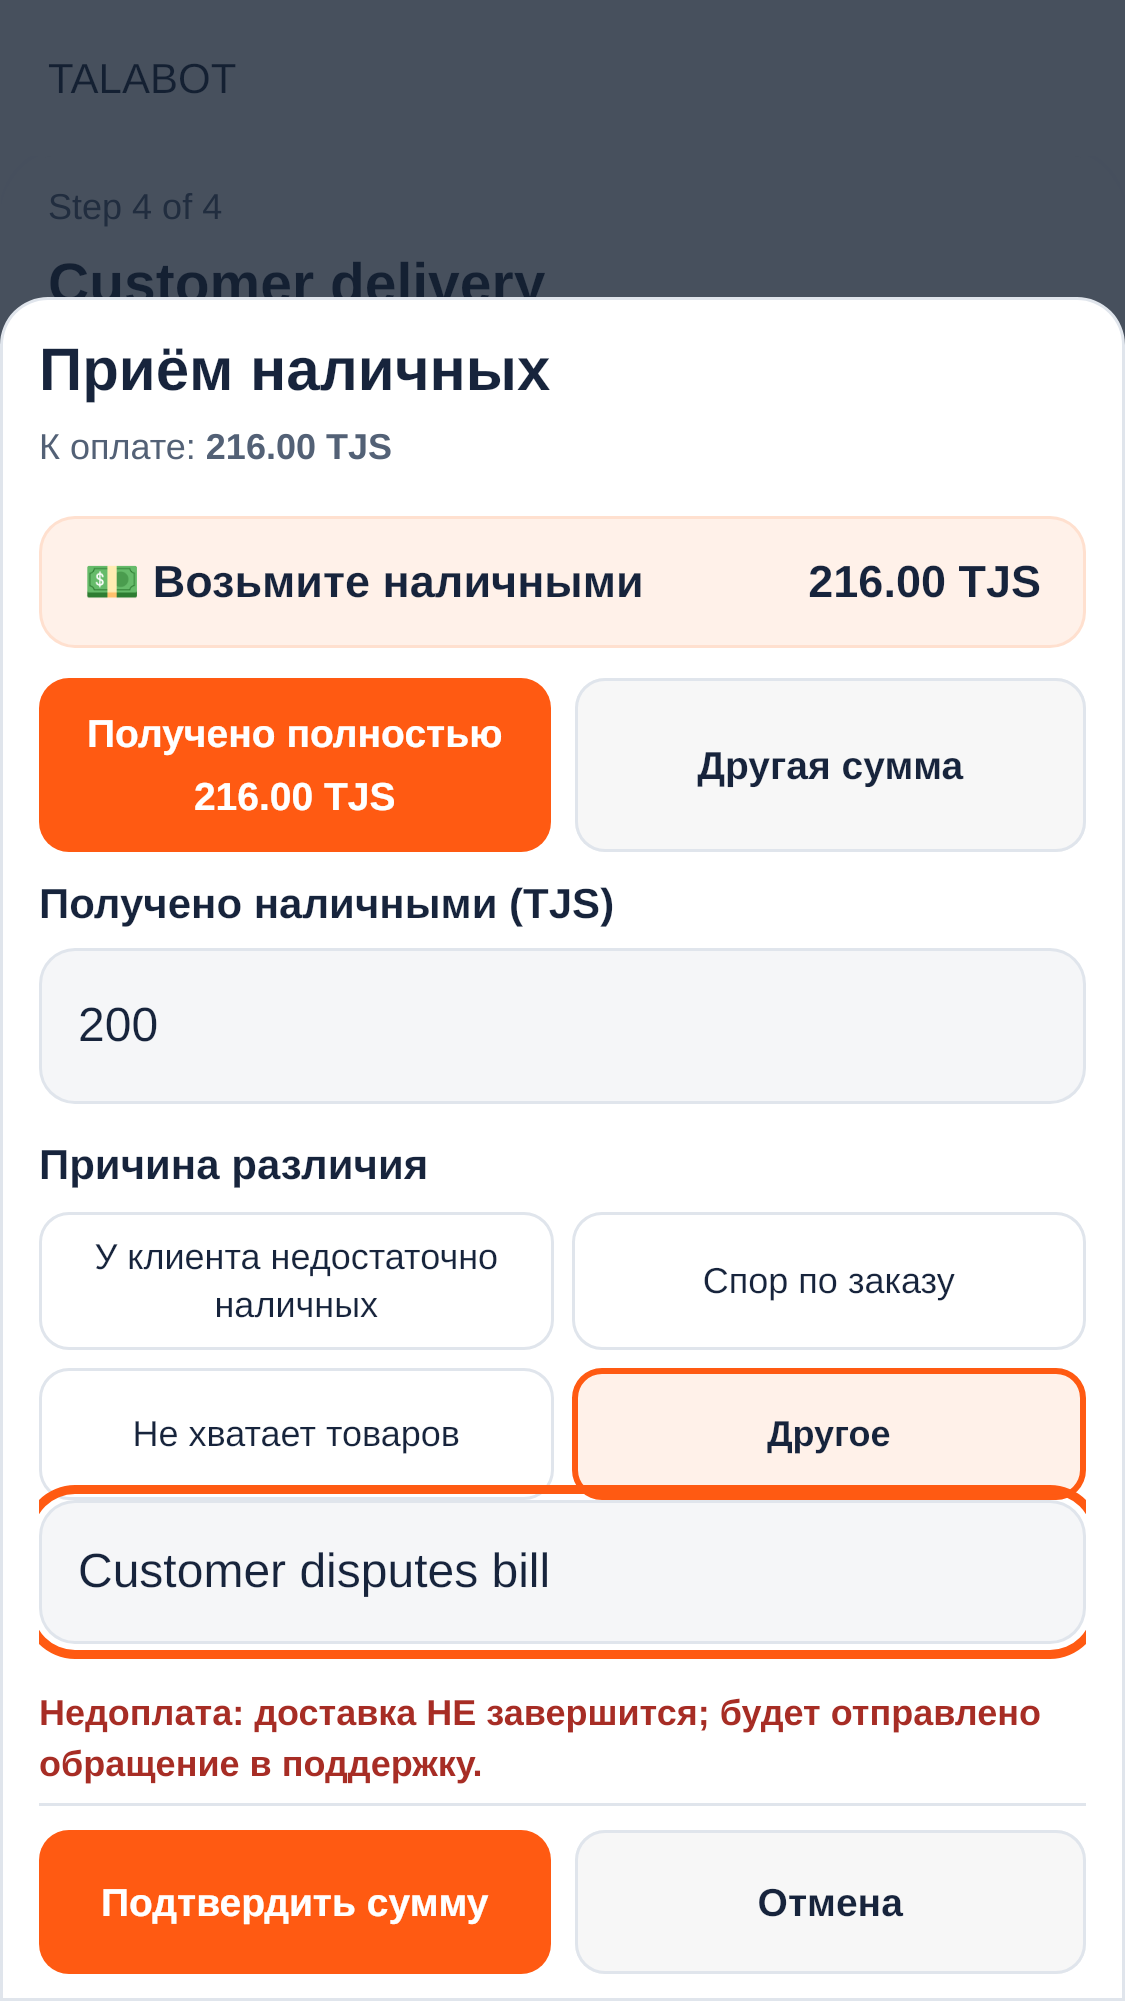 TALABOT
Step 4 of 4
Customer delivery
Приём наличных
К оплате: 216.00 TJS
Возьмите наличными 216.00 TJS
Получено полностью
216.00 TJS
Другая сумма
Получено наличными (TJS)
200
Причина различия
У клиента недостаточно
наличных
Спор по заказу
Не хватает товаров
Другое
Customer disputes bill
Недоплата: доставка НЕ завершится; будет отправлено
обращение в поддержку.
Подтвердить сумму
Отмена